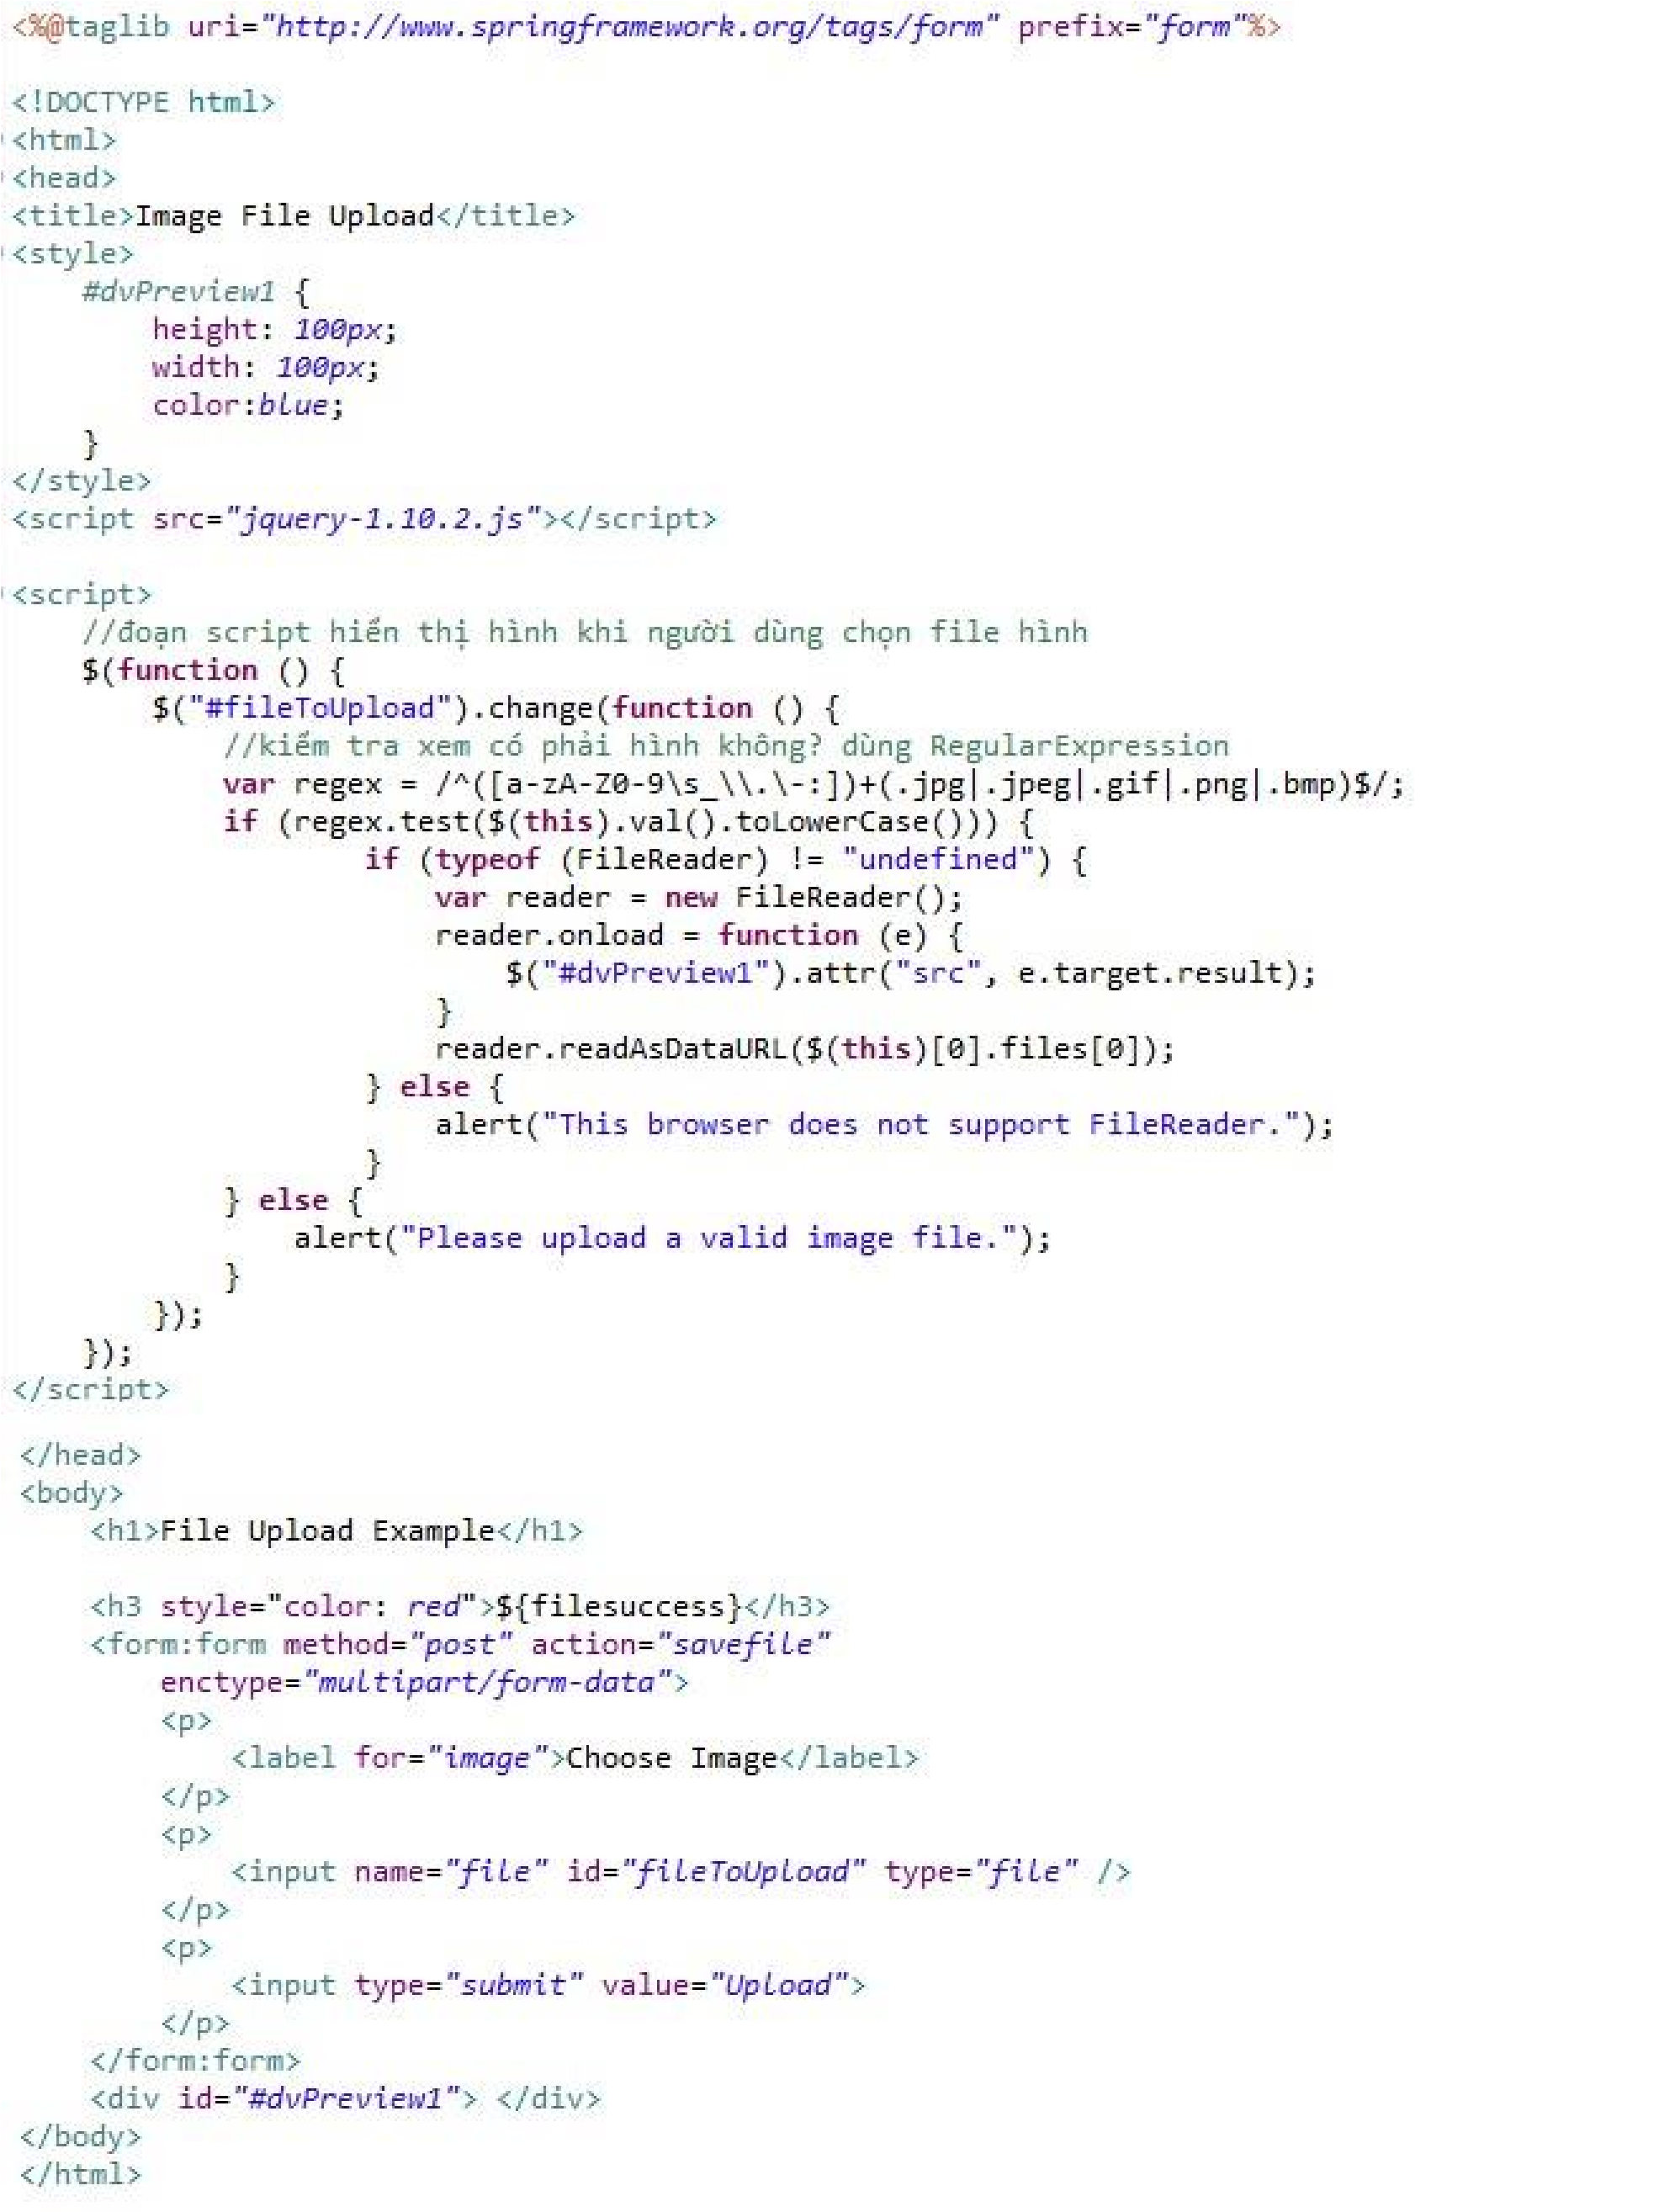 <%@taglib uri="http://www.springframework.org/tags/form" prefix="form"%>

<!DOCTYPE html>
<html>
<head>
<title>Image File Upload</title>
<style>
    #dvPreview1 {
        height: 100px;
        width: 100px;
        color:blue;
    }
</style>
<script src="jquery-1.10.2.js"></script>

<script>
    //đoạn script hiển thị hình khi người dùng chọn file hình
    $(function () {
        $("#fileToUpload").change(function () {
            //kiểm tra xem có phải hình không? dùng RegularExpression
            var regex = /^([a-zA-Z0-9\s_\\.\-:])+(.jpg|.jpeg|.gif|.png|.bmp)$/;
            if (regex.test($(this).val().toLowerCase())) {
                    if (typeof (FileReader) != "undefined") {
                        var reader = new FileReader();
                        reader.onload = function (e) {
                            $("#dvPreview1").attr("src", e.target.result);
                        }
                        reader.readAsDataURL($(this)[0].files[0]);
                    } else {
                        alert("This browser does not support FileReader.");
                    }
            } else {
                alert("Please upload a valid image file.");
            }
        });
    });
</script>

</head>
<body>
    <h1>File Upload Example</h1>

    <h3 style="color: red">${filesuccess}</h3>
    <form:form method="post" action="savefile"
        enctype="multipart/form-data">
        <p>
            <label for="image">Choose Image</label>
        </p>
        <p>
            <input name="file" id="fileToUpload" type="file" />
        </p>
        <p>
            <input type="submit" value="Upload">
        </p>
    </form:form>
    <div id="#dvPreview1"> </div>
</body>
</html>